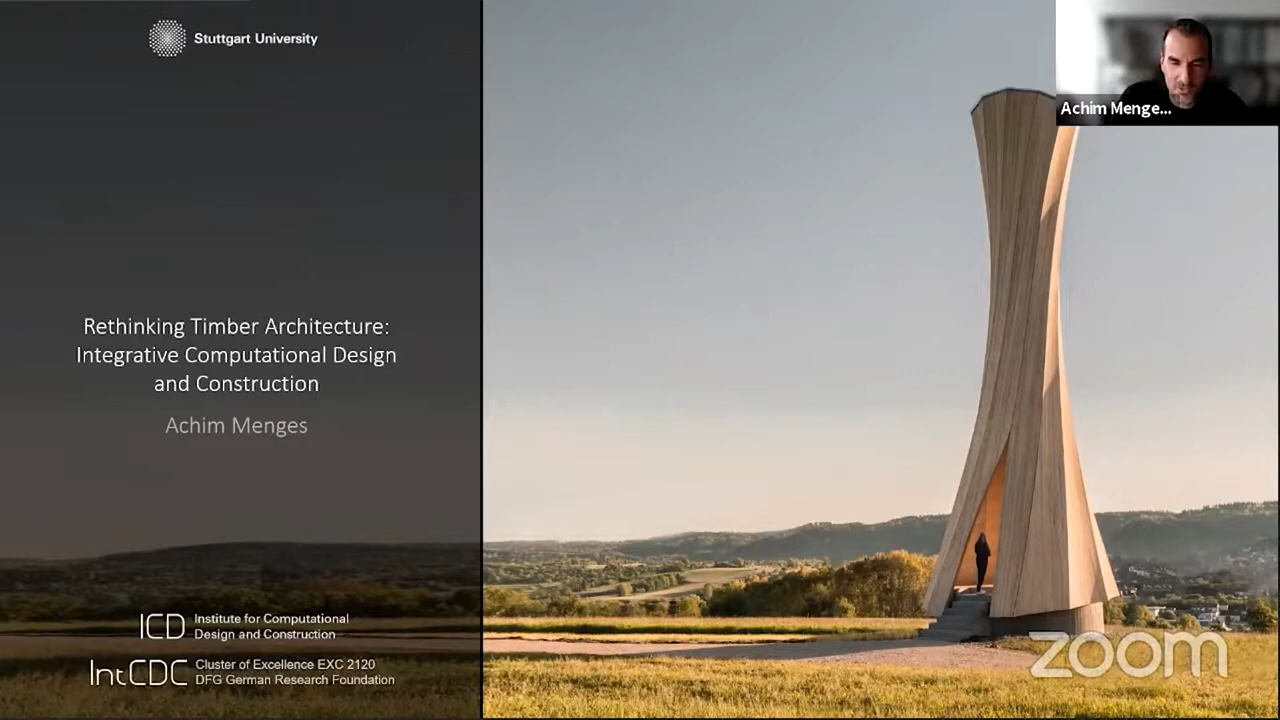 Stuttgart University
Rethinking Timber Architecture:
Integrative Computational Design
and Construction
Achim Menges
ICD
Institute for Computational
Design and Construction
IntCDC
Cluster of Excellence EXC 2120
DFG German Research Foundation
Achim Menge...
zoom